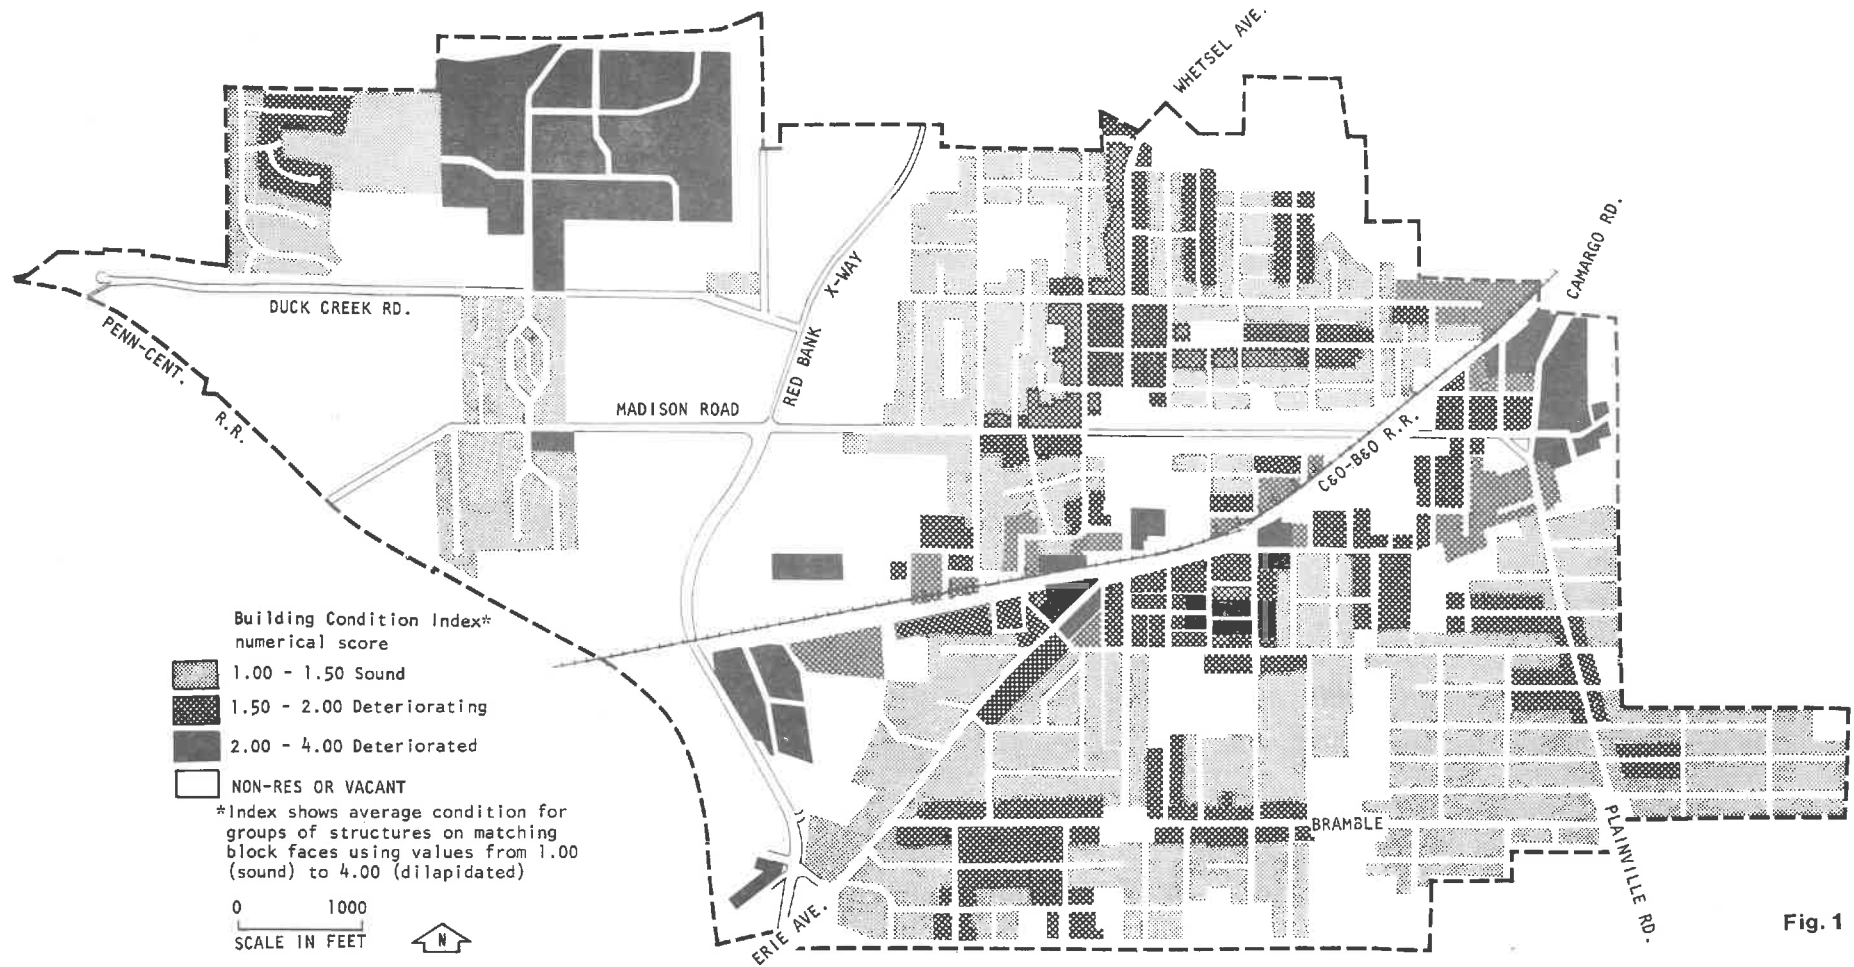 WHETSEL AVE.
CAMARGO RD.
DUCK CREEK RD.
X-WAY
RED BANK
PENN-CENT.
R.R.
MADISON ROAD
C&O-B&O R.R.
Building Condition Index*
numerical score
1.00 - 1.50 Sound
1.50 - 2.00 Deteriorating
2.00 - 4.00 Deteriorated
NON-RES OR VACANT
*Index shows average condition for
groups of structures on matching
block faces using values from 1.00
(sound) to 4.00 (dilapidated)
0 1000
SCALE IN FEET
N
BRAMBLE
PLAINVILLE RD.
ERIE AVE.
Fig. 1